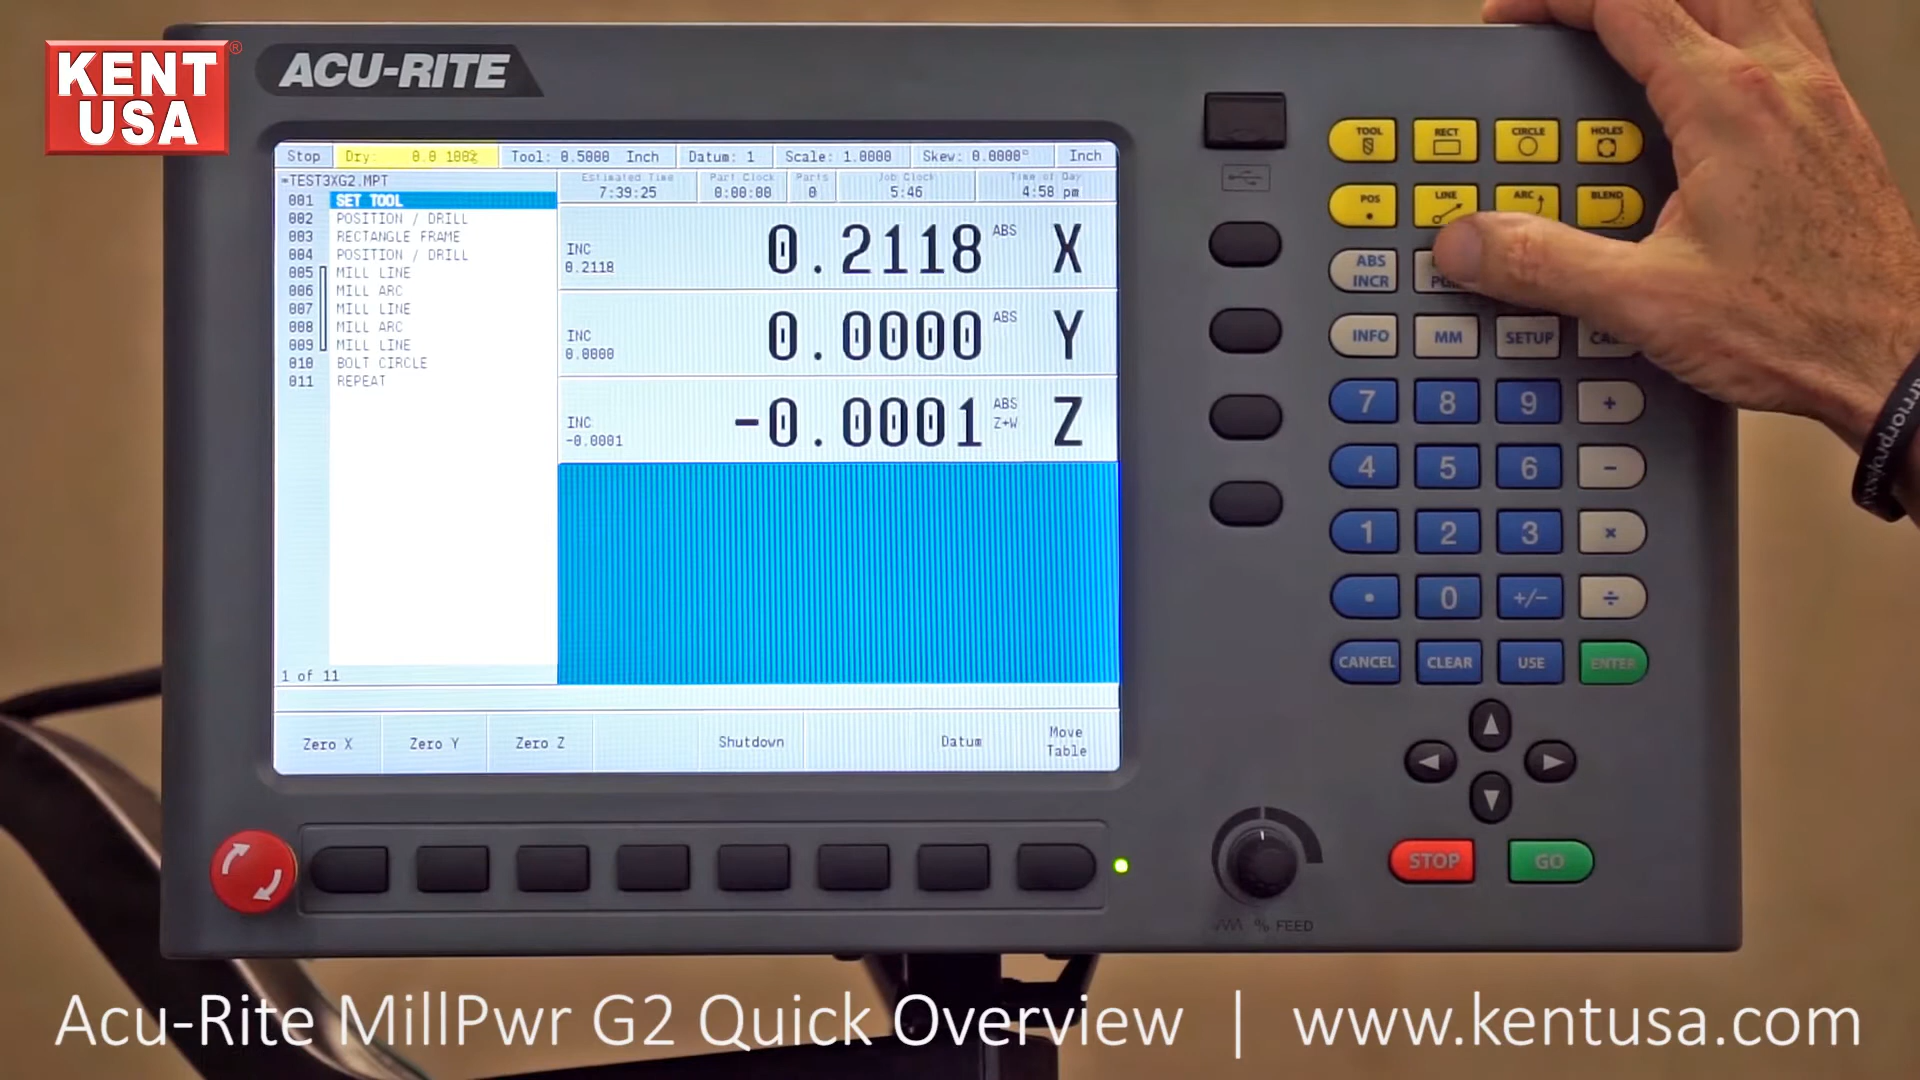 KENT
USA
®
ACU-RITE
Stop Dry: 0.0 100% Tool: 0.5000 Inch Datum: 1 Scale: 1.0000 Skew: 0.0000° Inch
TEST3XG2.MPT
Estimated Time Part Clock Parts Job Clock Time of Day
7:39:25 0:00:00 0 5:46 4:58 pm
001 SET TOOL
002 POSITION / DRILL
003 RECTANGLE FRAME
004 POSITION / DRILL
005 MILL LINE
006 MILL ARC
007 MILL LINE
008 MILL ARC
009 MILL LINE
010 BOLT CIRCLE
011 REPEAT
1 of 11
INC 0.2118 ABS X
0.2118
INC 0.0000 ABS Y
0.0000
INC -0.0001 ABS Z
-0.0001 Z+W
Zero X Zero Y Zero Z Shutdown Datum Move
Table
TOOL RECT CIRCLE HOLES
POS LINE ARC BLEND
ABS
INCR
INFO MM SETUP
7 8 9 +
4 5 6 -
1 2 3 ×
. 0 +/- ÷
CANCEL CLEAR USE ENTER
STOP GO
% FEED
Acu-Rite MillPwr G2 Quick Overview | www.kentusa.com